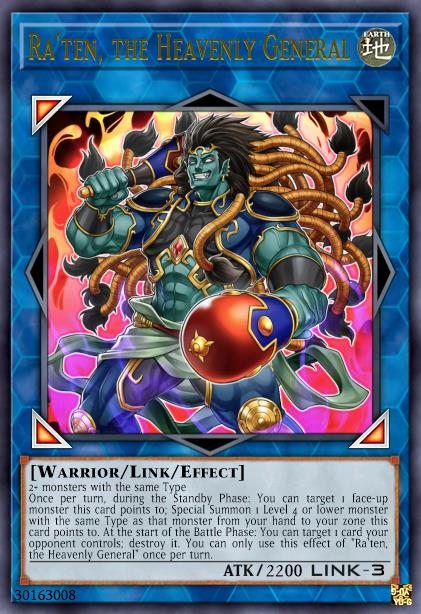 Ra'ten, the Heavenly General
EARTH
地
[Warrior/Link/Effect]
2+ monsters with the same Type
Once per turn, during the Standby Phase: You can target 1 face-up
monster this card points to; Special Summon 1 Level 4 or lower monster
with the same Type as that monster from your hand to your zone this
card points to. At the start of the Battle Phase: You can target 1 card your
opponent controls; destroy it. You can only use this effect of "Ra'ten,
the Heavenly General" once per turn.
ATK/2200 LINK-3
30163008